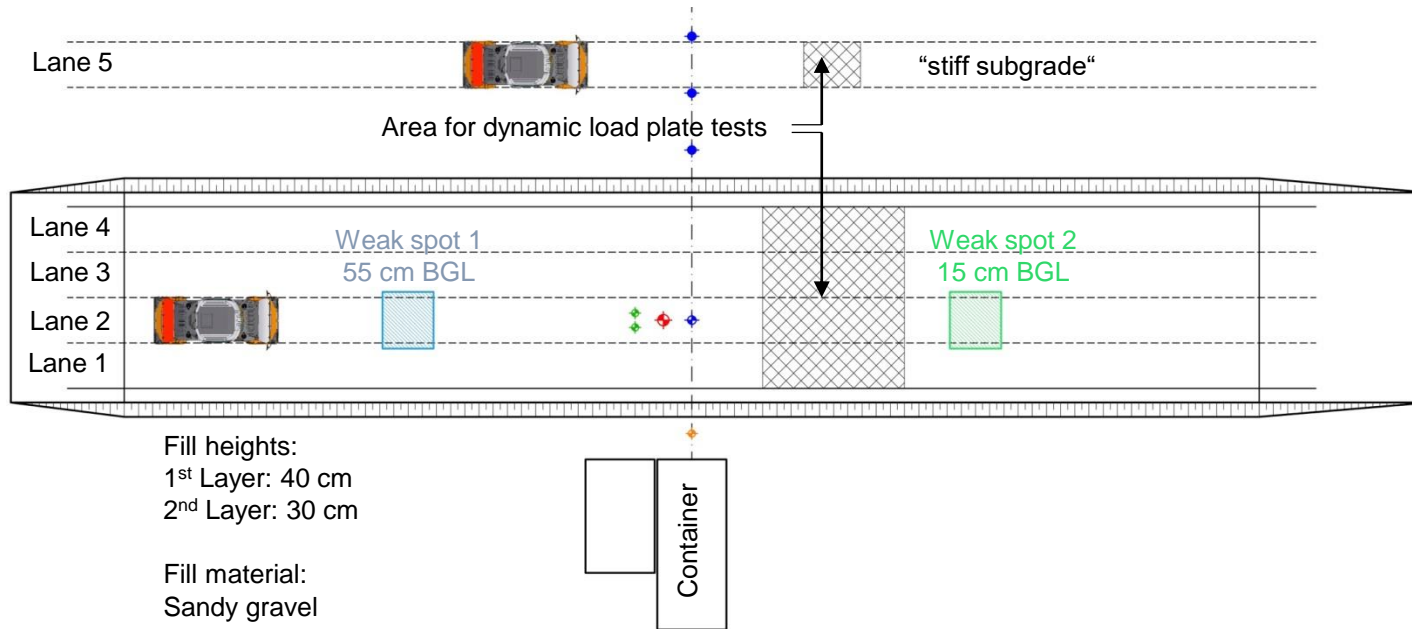 Lane 5
“stiff subgrade“
Area for dynamic load plate tests
Lane 4
Weak spot 1
Weak spot 2
Lane 3
55 cm BGL
15 cm BGL
Lane 2
Lane 1
Fill heights:
1st Layer: 40 cm
2nd Layer: 30 cm
Fill material:
Sandy gravel
Container